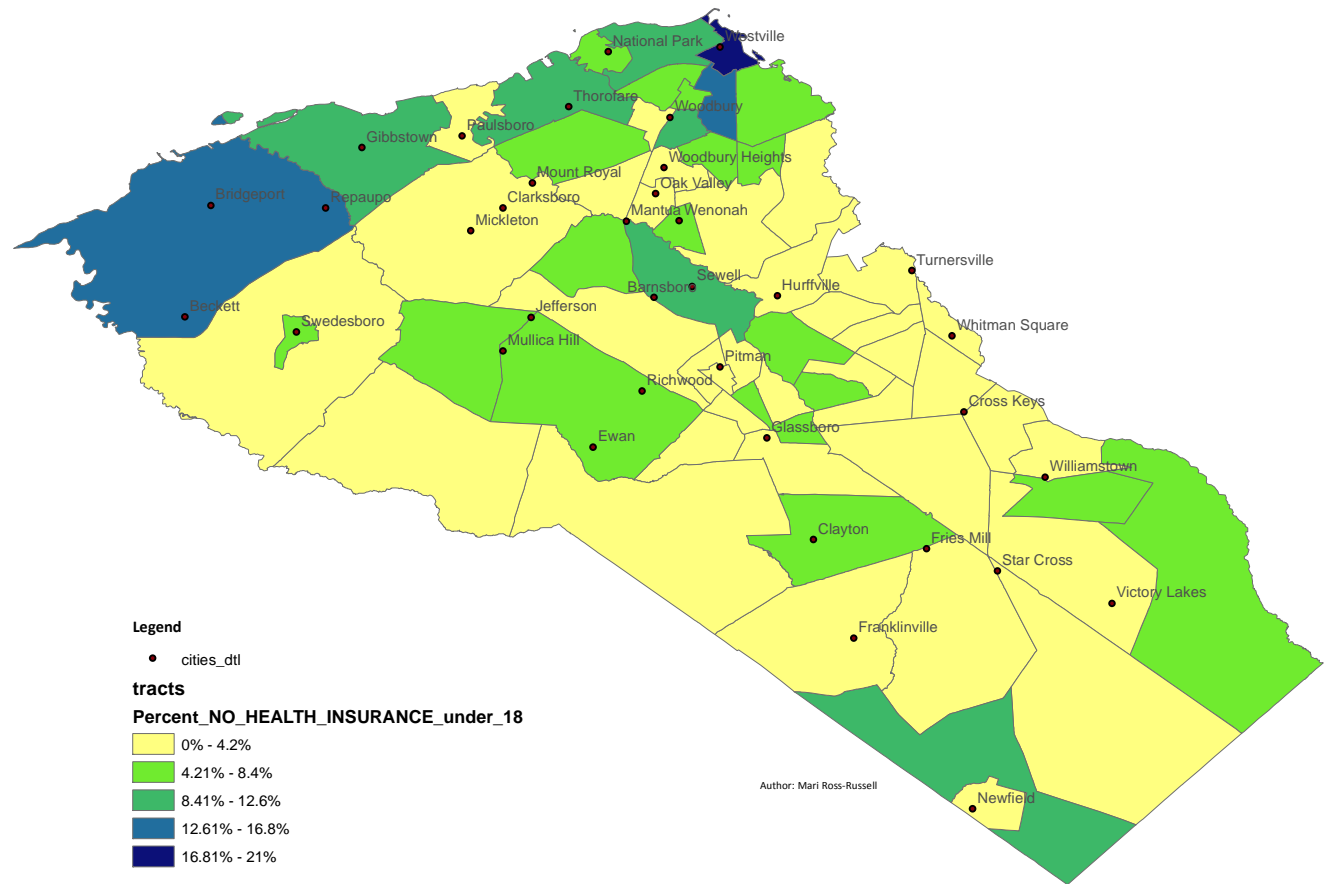 Westville
National Park
Thorofare
Woodbury
Paulsboro
Gibbstown
Woodbury Heights
Mount Royal
Oak Valley
Bridgeport
Repaupo
Clarksboro
Mantua
Wenonah
Mickleton
Turnersville
Sewell
Barnsboro
Hurffville
Beckett
Swedesboro
Jefferson
Whitman Square
Mullica Hill
Pitman
Richwood
Cross Keys
Glassboro
Ewan
Williamstown
Clayton
Fries Mill
Star Cross
Victory Lakes
Franklinville
Newfield
Legend
cities_dtl
tracts
Percent_NO_HEALTH_INSURANCE_under_18
0% - 4.2%
4.21% - 8.4%
8.41% - 12.6%
12.61% - 16.8%
16.81% - 21%
Author: Mari Ross-Russell